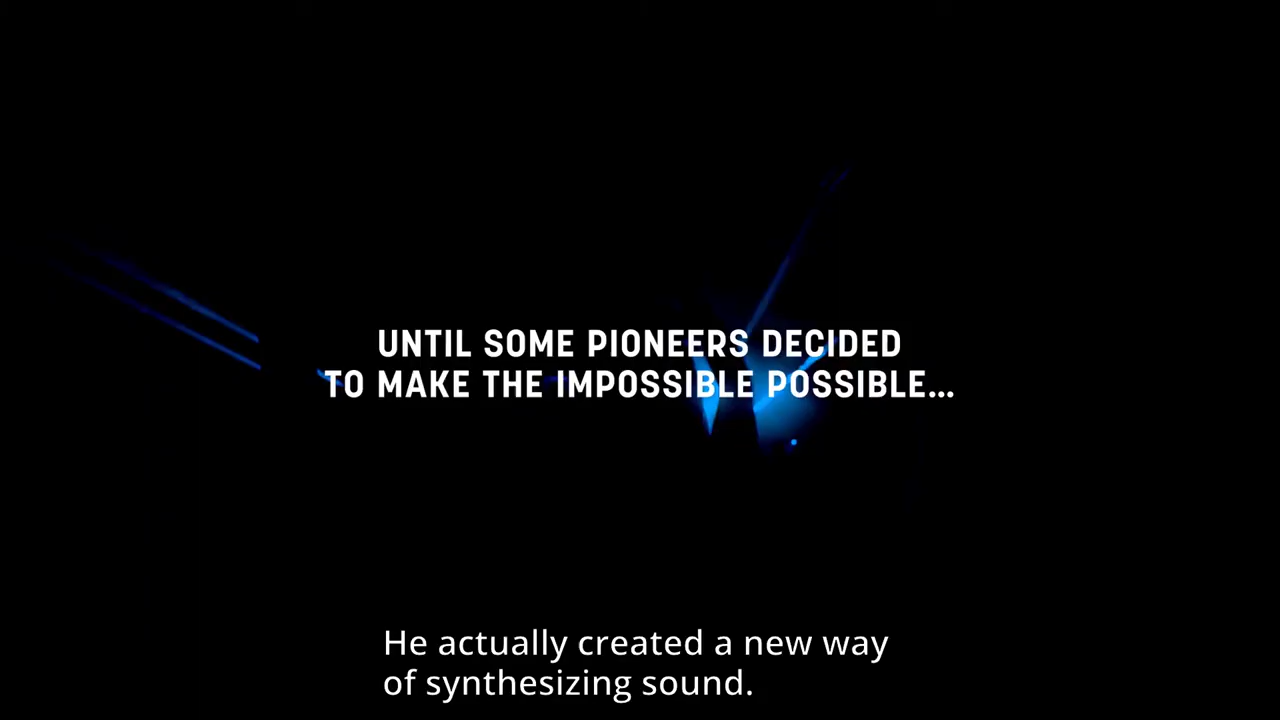 UNTIL SOME PIONEERS DECIDED
TO MAKE THE IMPOSSIBLE POSSIBLE...
He actually created a new way
of synthesizing sound.